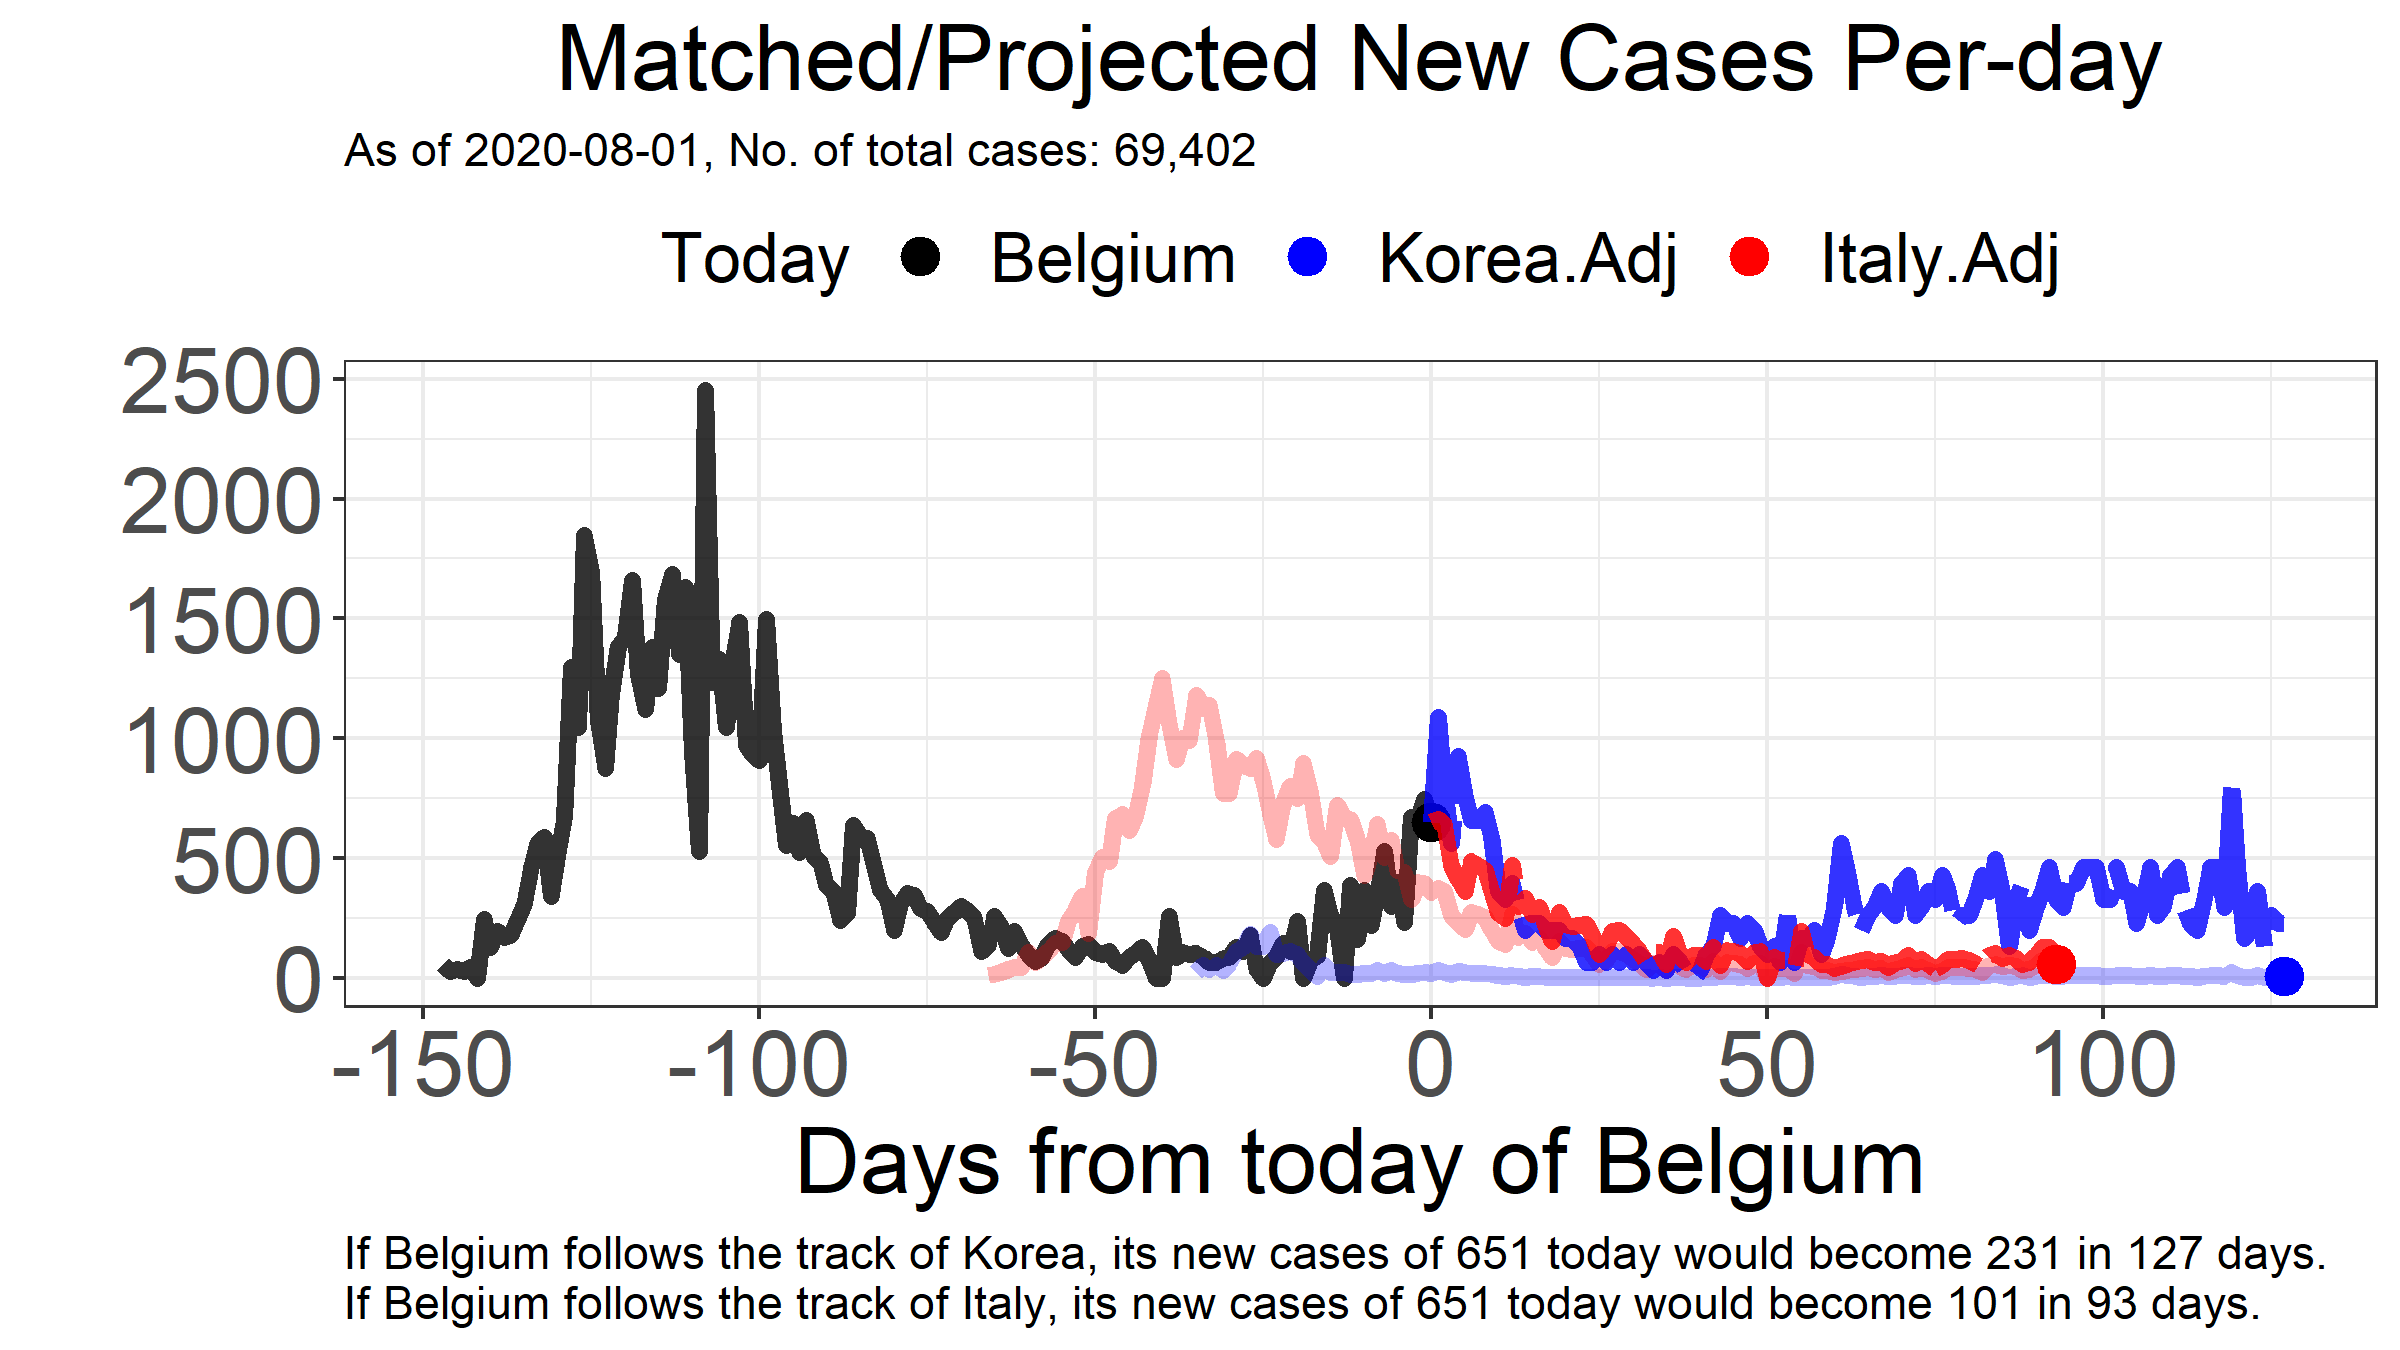 Matched/Projected New Cases Per-day
As of 2020-08-01, No. of total cases: 69,402
Today Belgium Korea.Adj Italy.Adj
2500
2000
1500
1000
500
0
-150 -100 -50 0 50 100
Days from today of Belgium
If Belgium follows the track of Korea, its new cases of 651 today would become 231 in 127 days.
If Belgium follows the track of Italy, its new cases of 651 today would become 101 in 93 days.